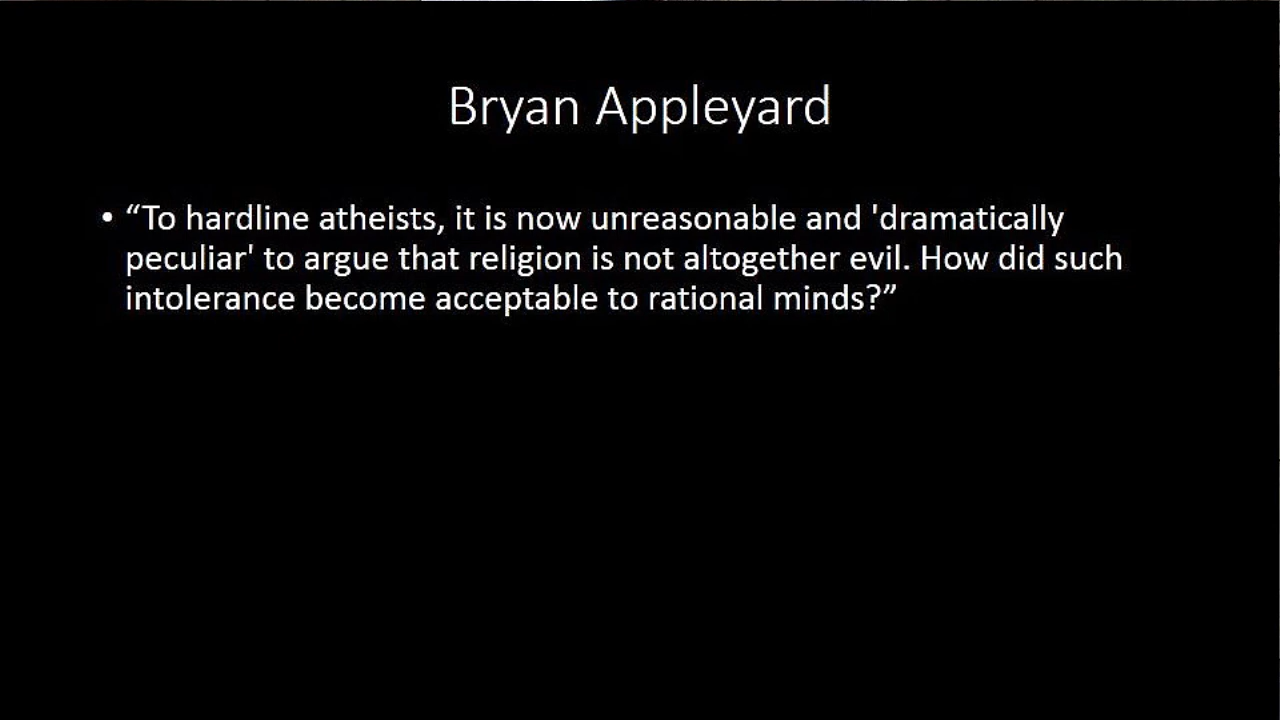 Bryan Appleyard
• “To hardline atheists, it is now unreasonable and 'dramatically
peculiar' to argue that religion is not altogether evil. How did such
intolerance become acceptable to rational minds?”